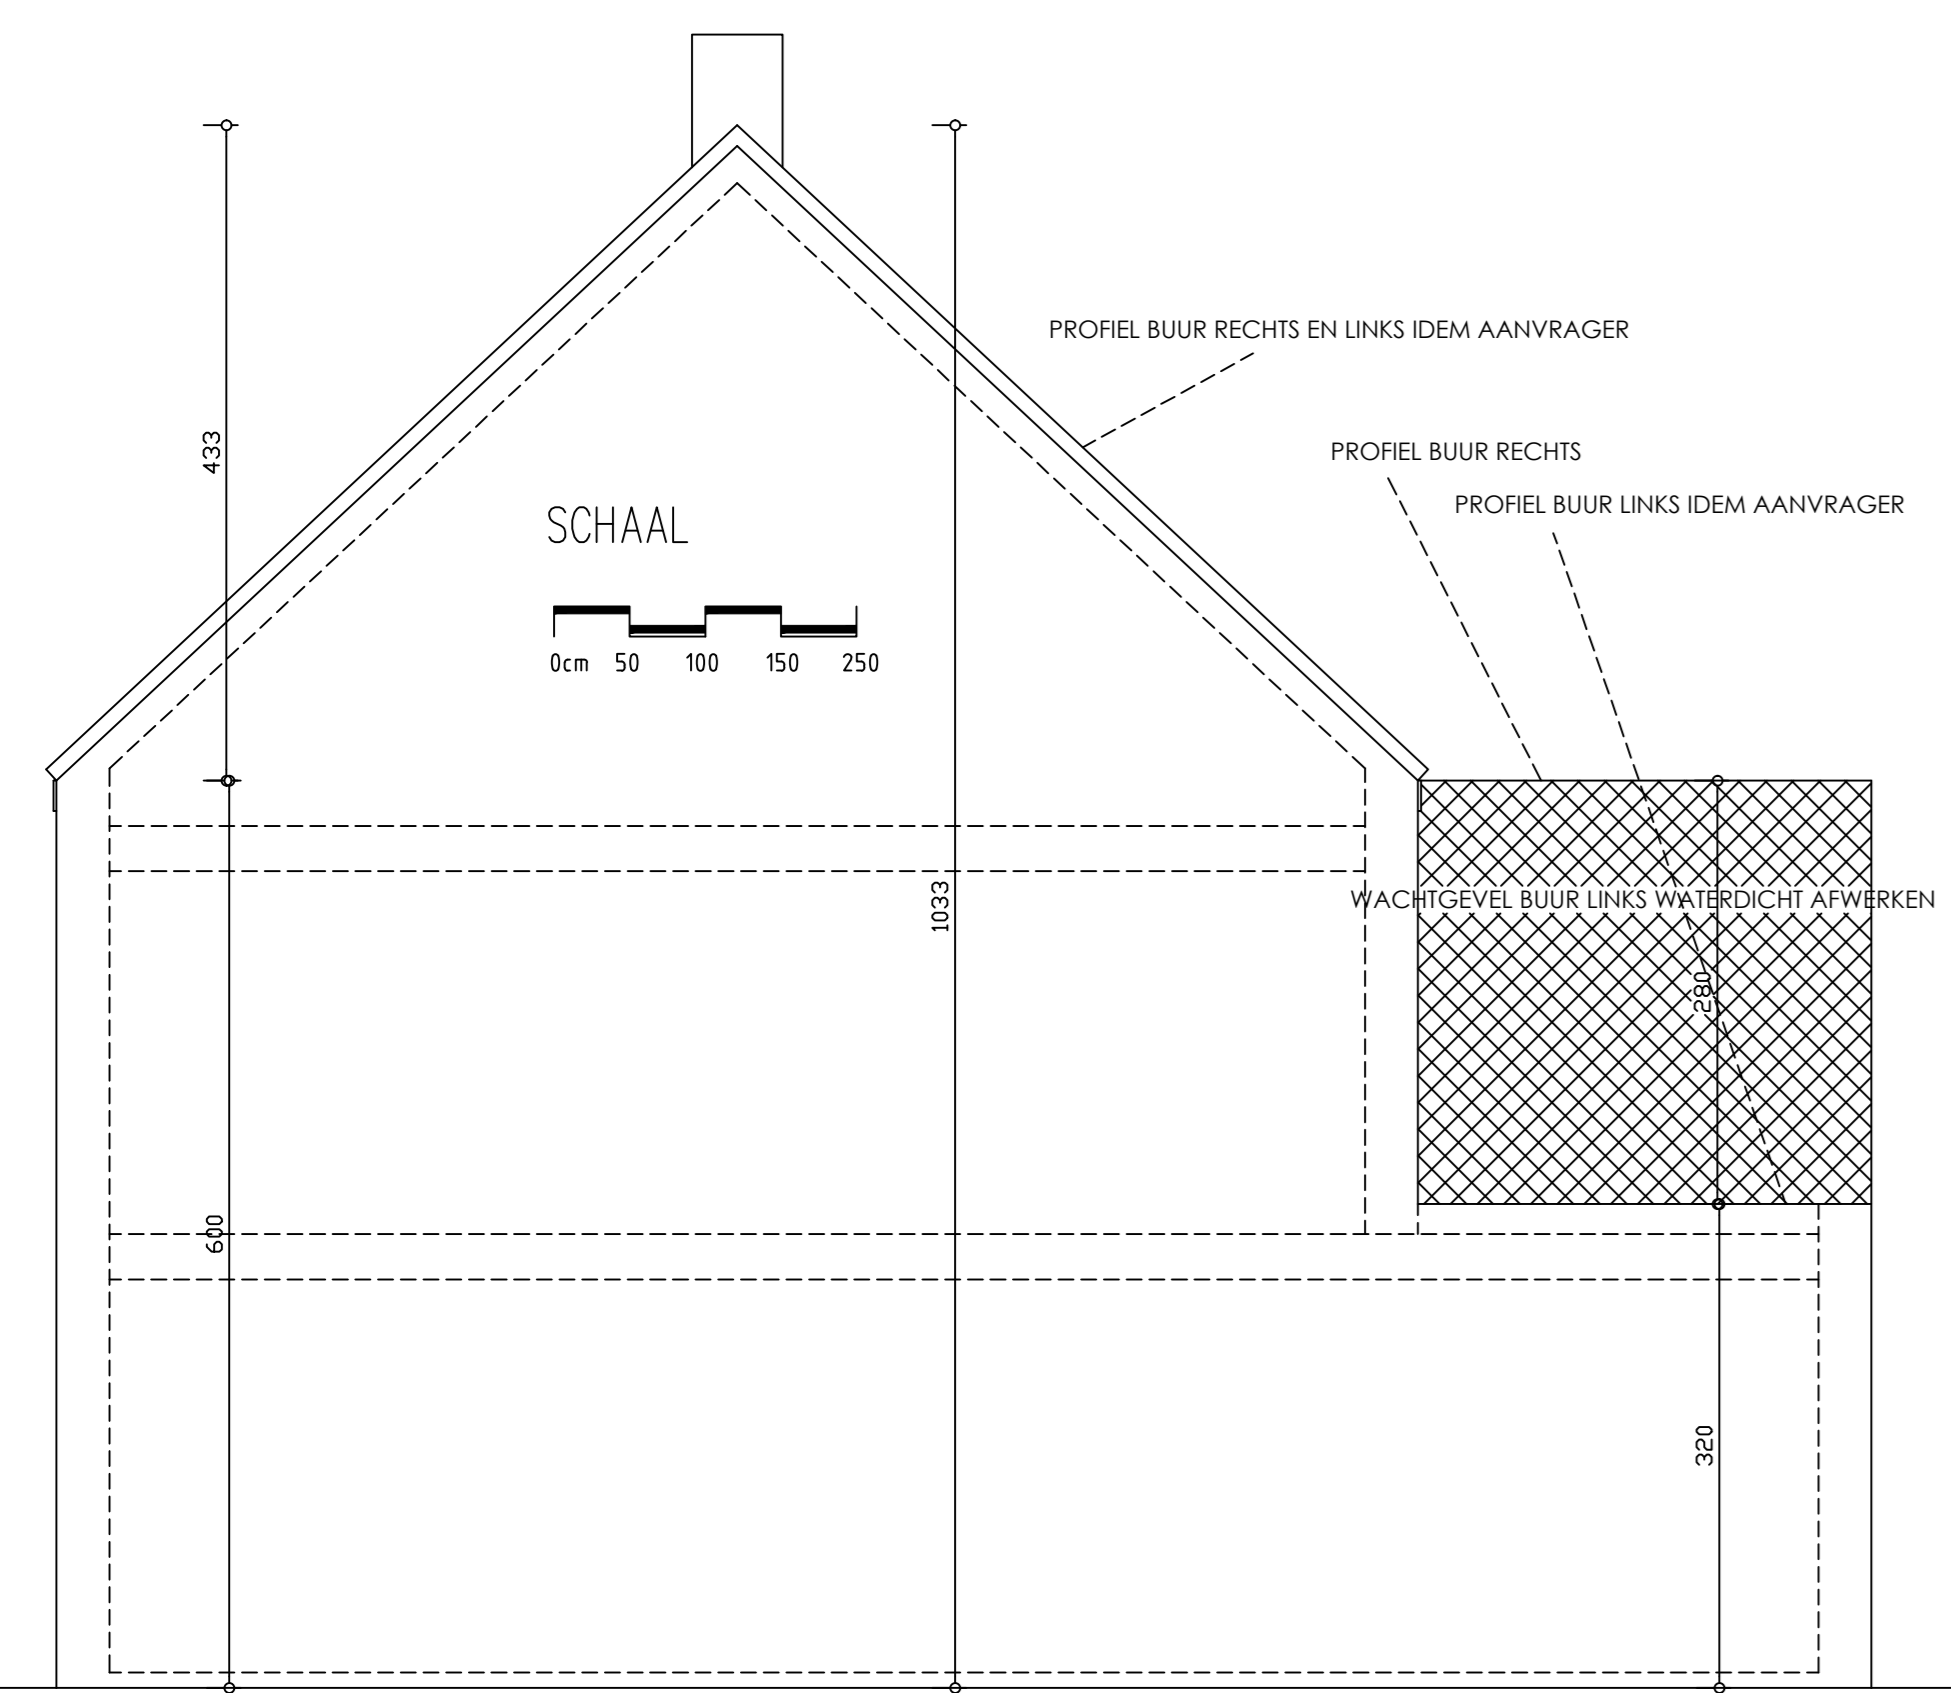 PROFIEL BUUR RECHTS EN LINKS IDEM AANVRAGER
433
PROFIEL BUUR RECHTS
PROFIEL BUUR LINKS IDEM AANVRAGER
SCHAAL
0cm 50 100 150 250
1033
WACHTGEVEL BUUR LINKS WATERDICHT AFWERKEN
280
600
320